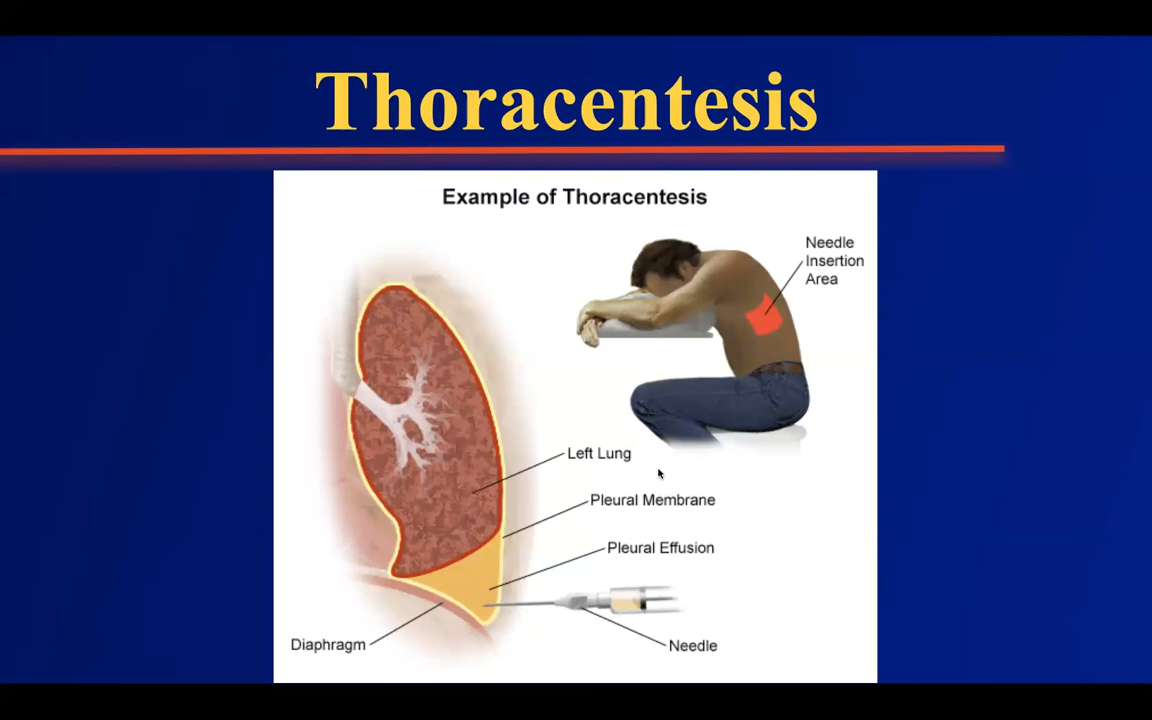 Thoracentesis
Example of Thoracentesis
Needle
Insertion
Area
Left Lung
Pleural Membrane
Pleural Effusion
Diaphragm
Needle